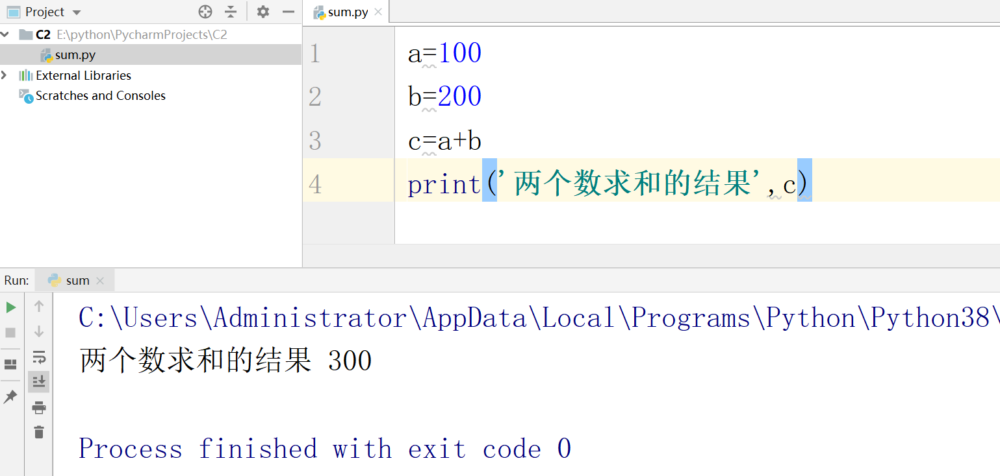 Project
sum.py
C2 E:\python\PycharmProjects\C2
sum.py
External Libraries
Scratches and Consoles
1 a=100
2 b=200
3 c=a+b
4 print('两个数求和的结果',c)
Run: sum
C:\Users\Administrator\AppData\Local\Programs\Python\Python38\
两个数求和的结果 300
Process finished with exit code 0